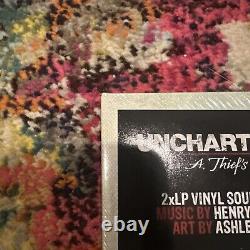 UNCHART
A Thief's
2xLP VINYL SOU
MUSIC BY HENRY
ART BY ASHLE